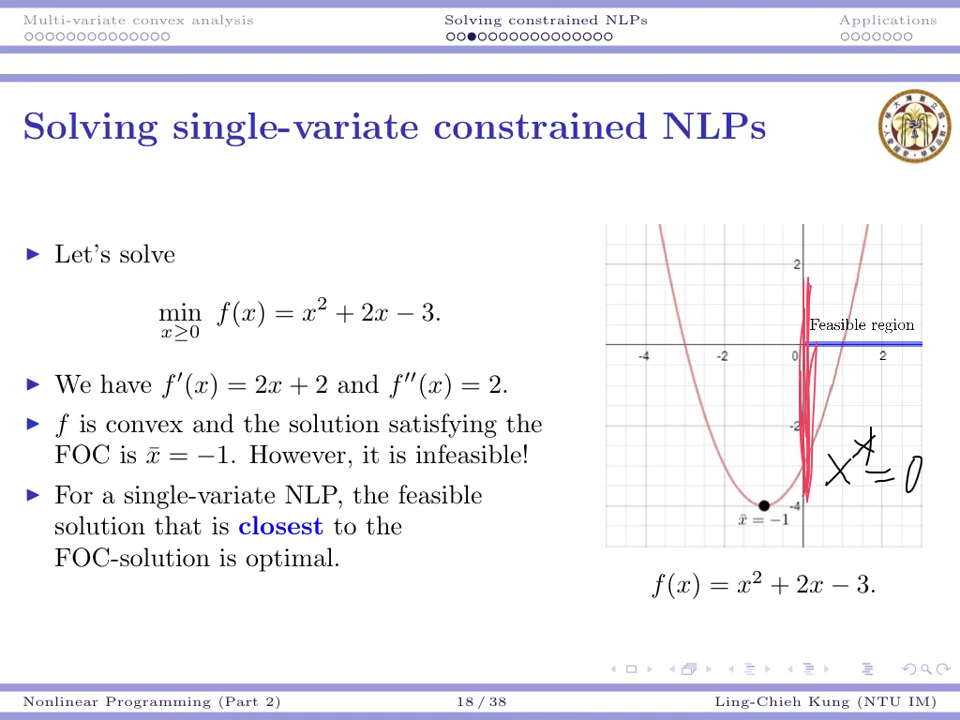 Multi-variate convex analysis
Solving constrained NLPs
Applications
Solving single-variate constrained NLPs
▶ Let's solve
min f(x) = x² + 2x − 3.
x≥0
▶ We have f′(x) = 2x + 2 and f″(x) = 2.
▶ f is convex and the solution satisfying the
FOC is x̄ = −1. However, it is infeasible!
▶ For a single-variate NLP, the feasible
solution that is closest to the
FOC-solution is optimal.
2
Feasible region
-4 -2 0 2
-2
x* = 0
-4
x̄ = −1
f(x) = x² + 2x − 3.
Nonlinear Programming (Part 2)
18 / 38
Ling-Chieh Kung (NTU IM)